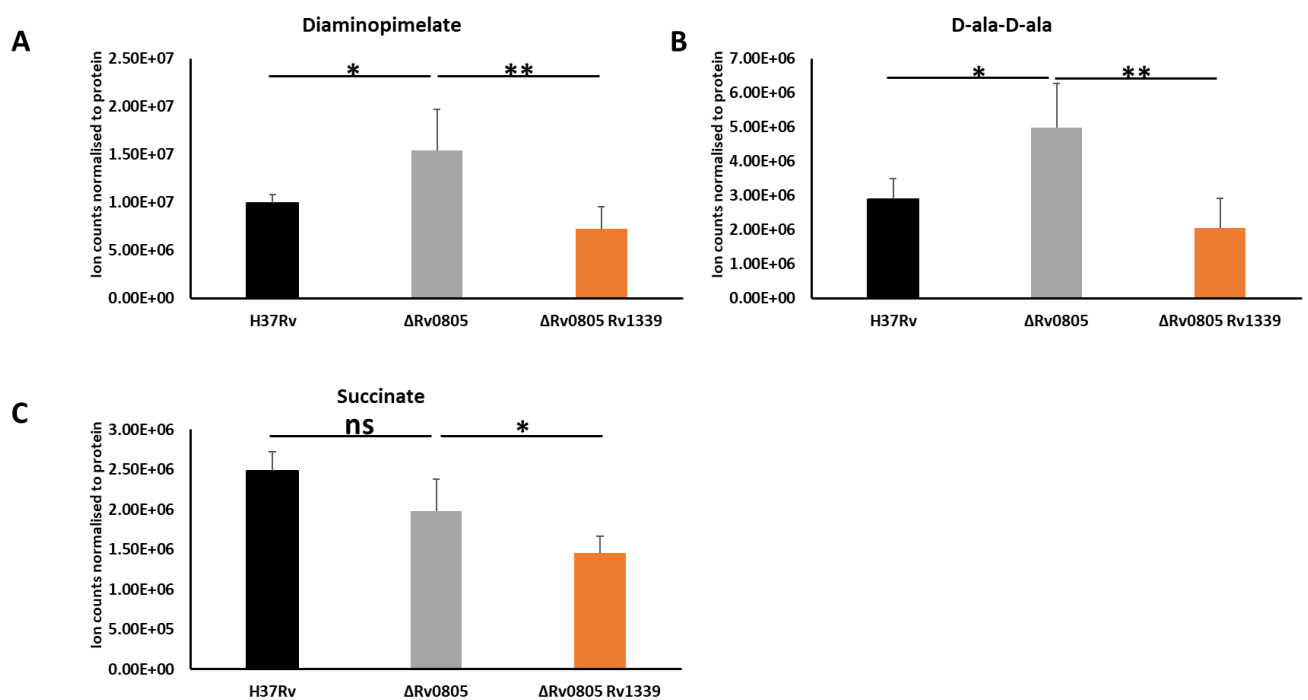 A
Diaminopimelate
Ion counts normalised to protein
2.50E+07
2.00E+07
1.50E+07
1.00E+07
5.00E+06
0.00E+00
*
**
H37Rv
ΔRv0805
ΔRv0805 Rv1339
B
D-ala-D-ala
Ion counts normalised to protein
7.00E+06
6.00E+06
5.00E+06
4.00E+06
3.00E+06
2.00E+06
1.00E+06
0.00E+00
*
**
H37Rv
ΔRv0805
ΔRv0805 Rv1339
C
Succinate
Ion counts normalised to protein
3.00E+06
2.50E+06
2.00E+06
1.50E+06
1.00E+06
5.00E+05
0.00E+00
ns
*
H37Rv
ΔRv0805
ΔRv0805 Rv1339